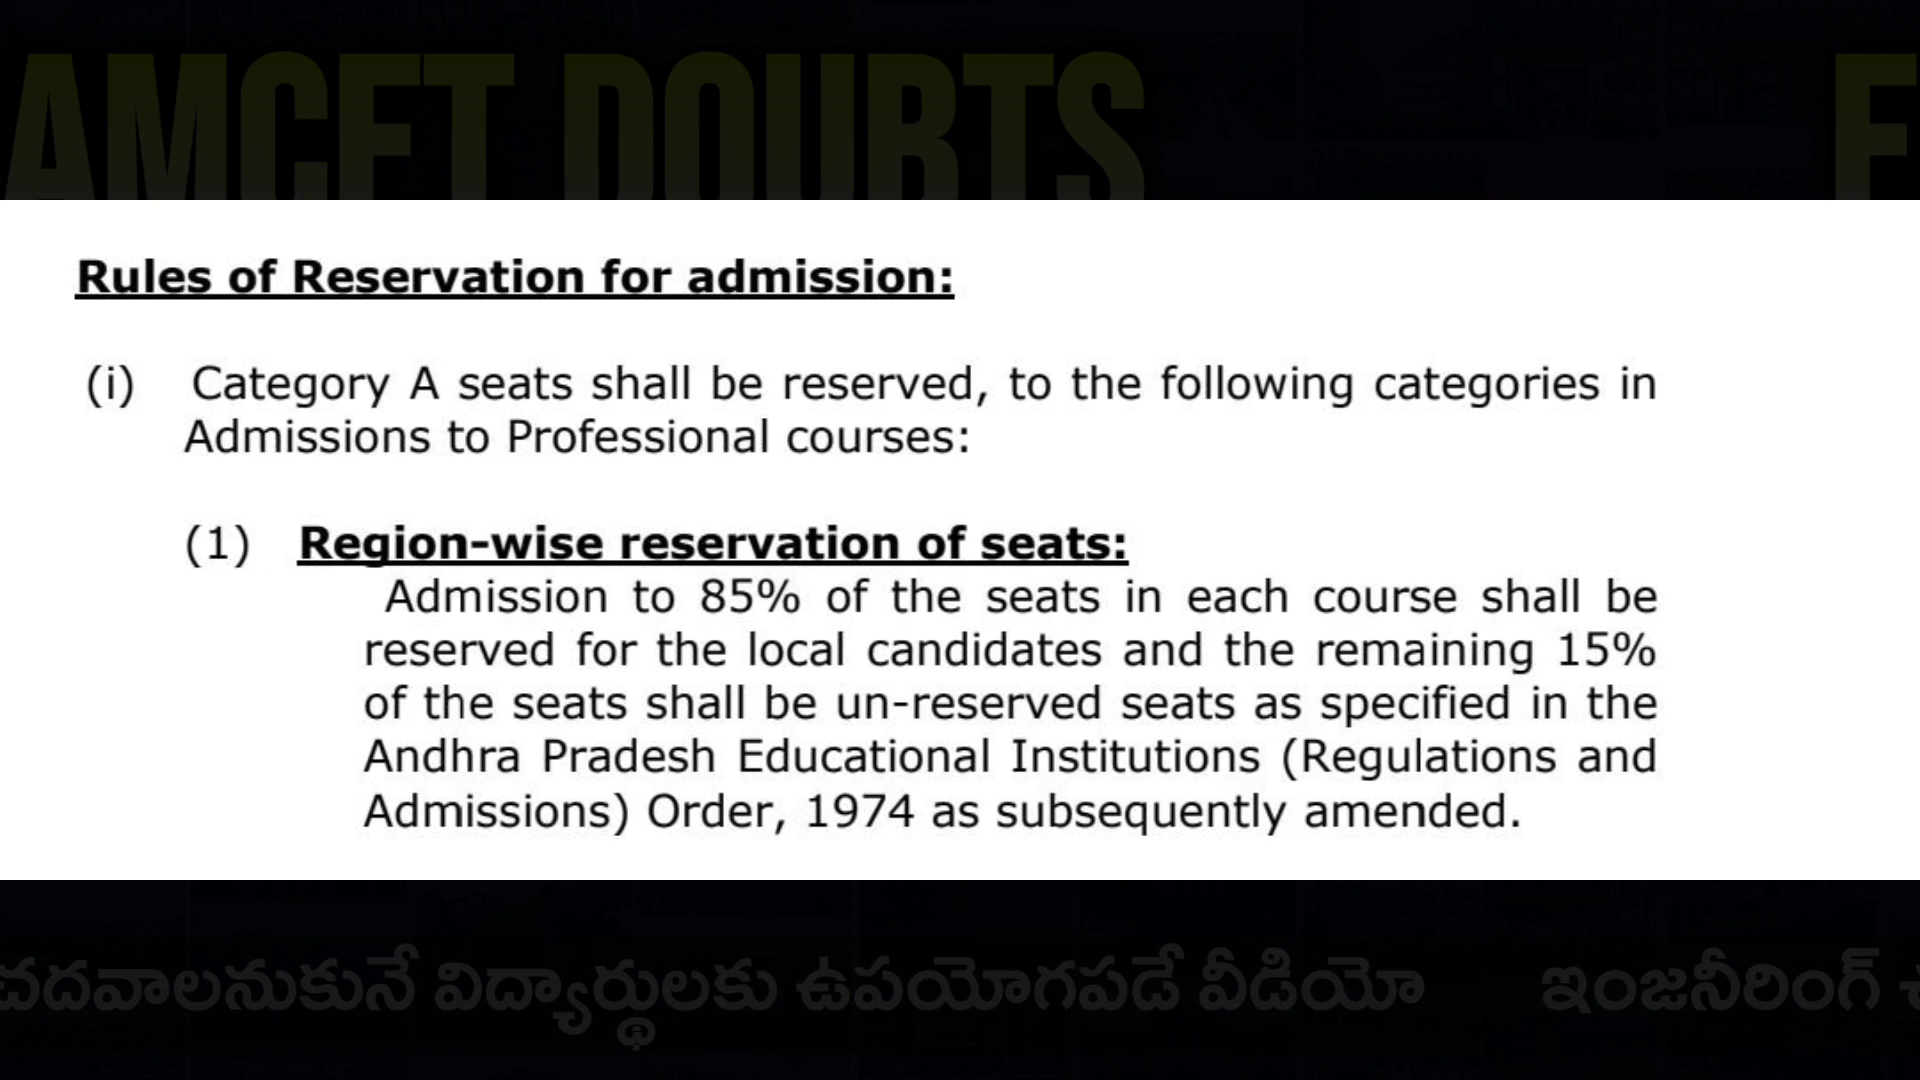 AMCET DOUBTS
Rules of Reservation for admission:
(i) Category A seats shall be reserved, to the following categories in
Admissions to Professional courses:
(1) Region-wise reservation of seats:
Admission to 85% of the seats in each course shall be
reserved for the local candidates and the remaining 15%
of the seats shall be un-reserved seats as specified in the
Andhra Pradesh Educational Institutions (Regulations and
Admissions) Order, 1974 as subsequently amended.
చదవాలనుకునే విద్యార్థులకు ఉపయోగపడే వీడియో ఇంజనీరింగ్